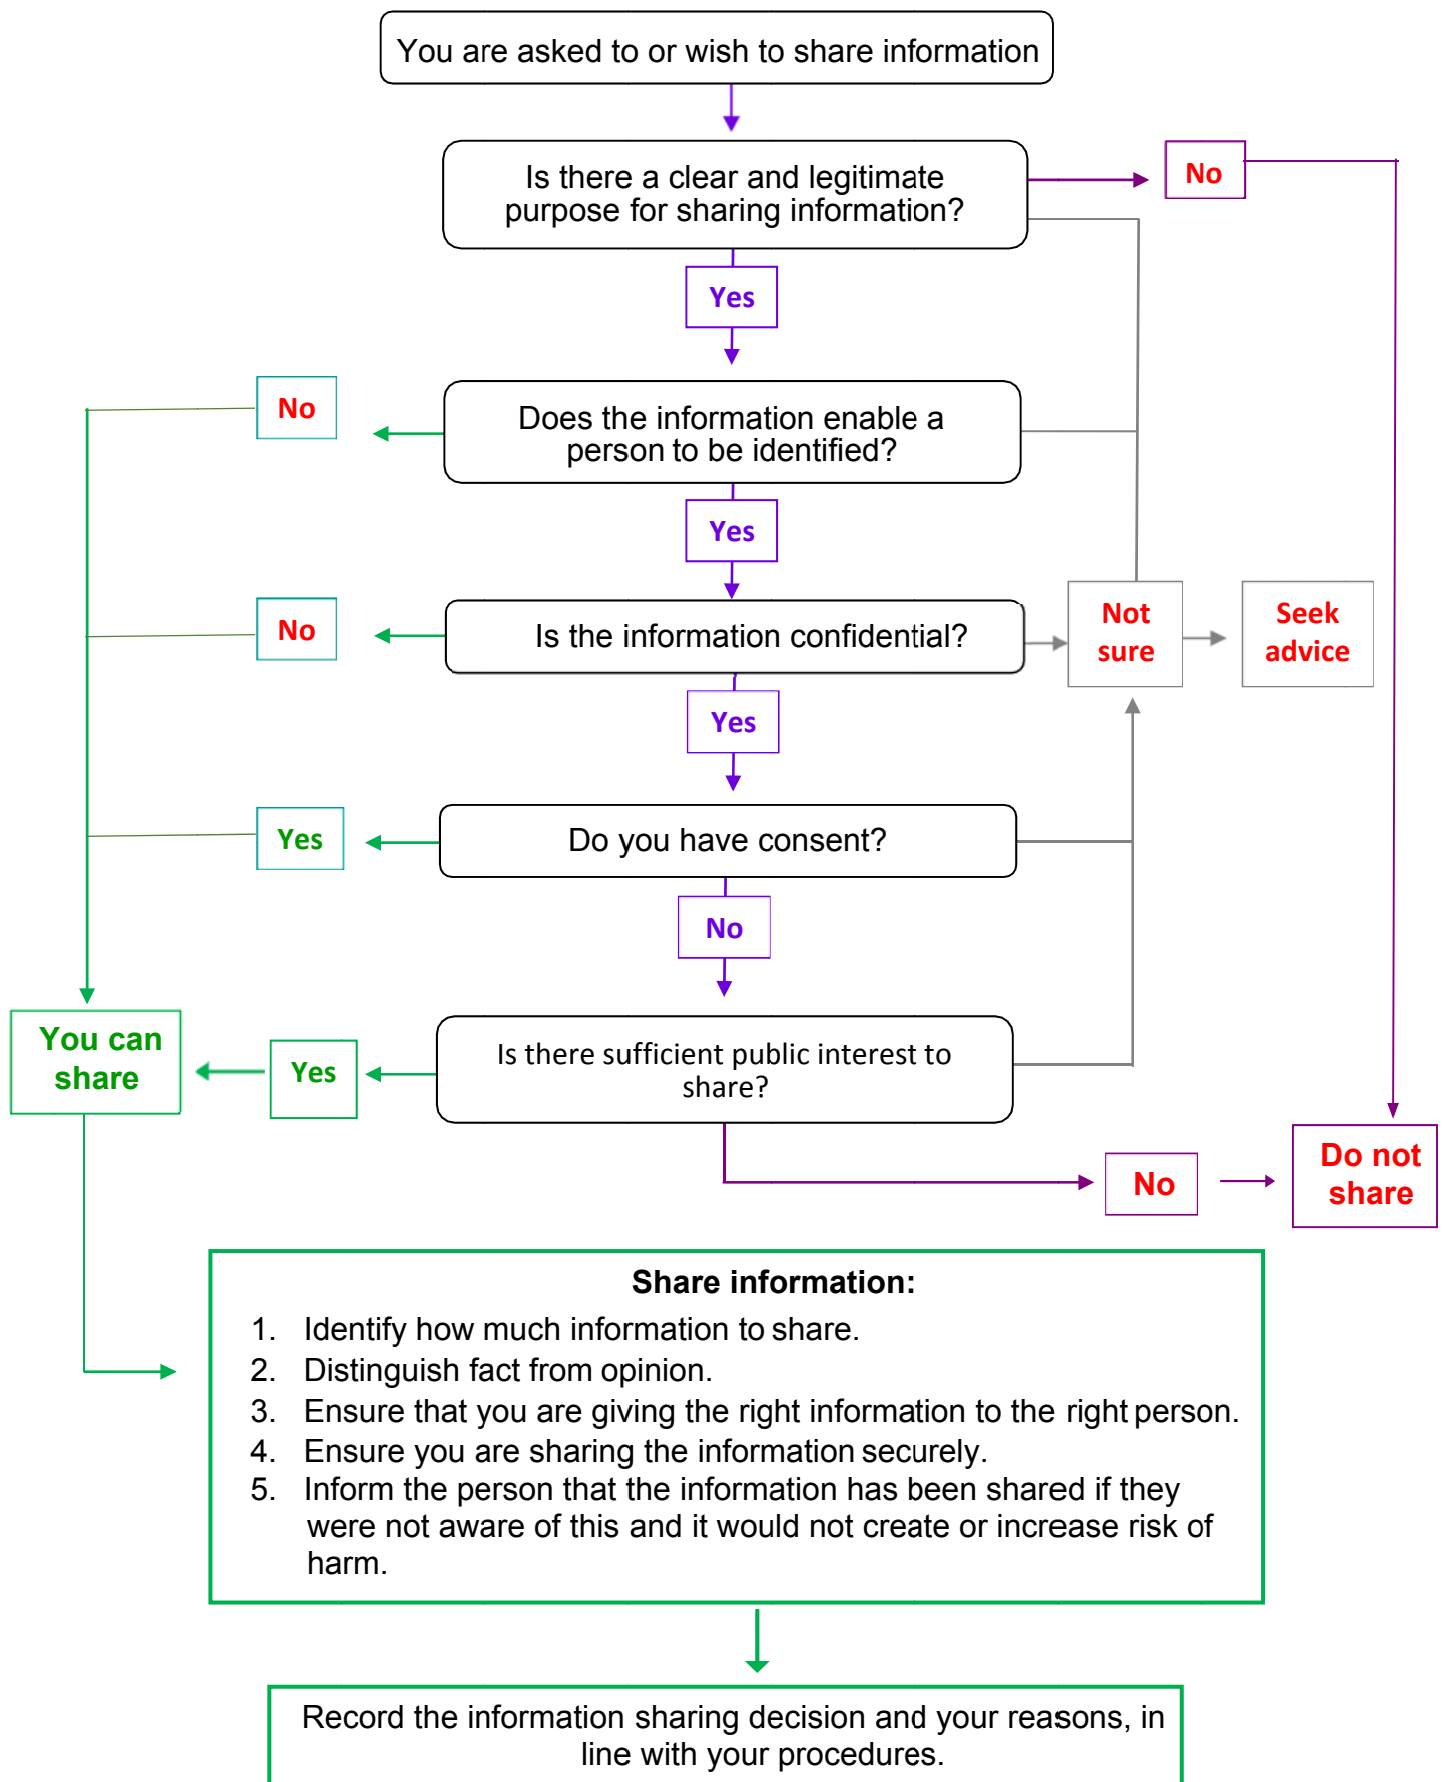 You are asked to or wish to share information
Is there a clear and legitimate
purpose for sharing information?
No
Yes
Does the information enable a
person to be identified?
No
Yes
Is the information confidential?
No
Not
sure
Seek
advice
Yes
Do you have consent?
Yes
No
Is there sufficient public interest to
share?
Yes
You can
share
No
Do not
share
Share information:
1. Identify how much information to share.
2. Distinguish fact from opinion.
3. Ensure that you are giving the right information to the right person.
4. Ensure you are sharing the information securely.
5. Inform the person that the information has been shared if they
were not aware of this and it would not create or increase risk of
harm.
Record the information sharing decision and your reasons, in
line with your procedures.